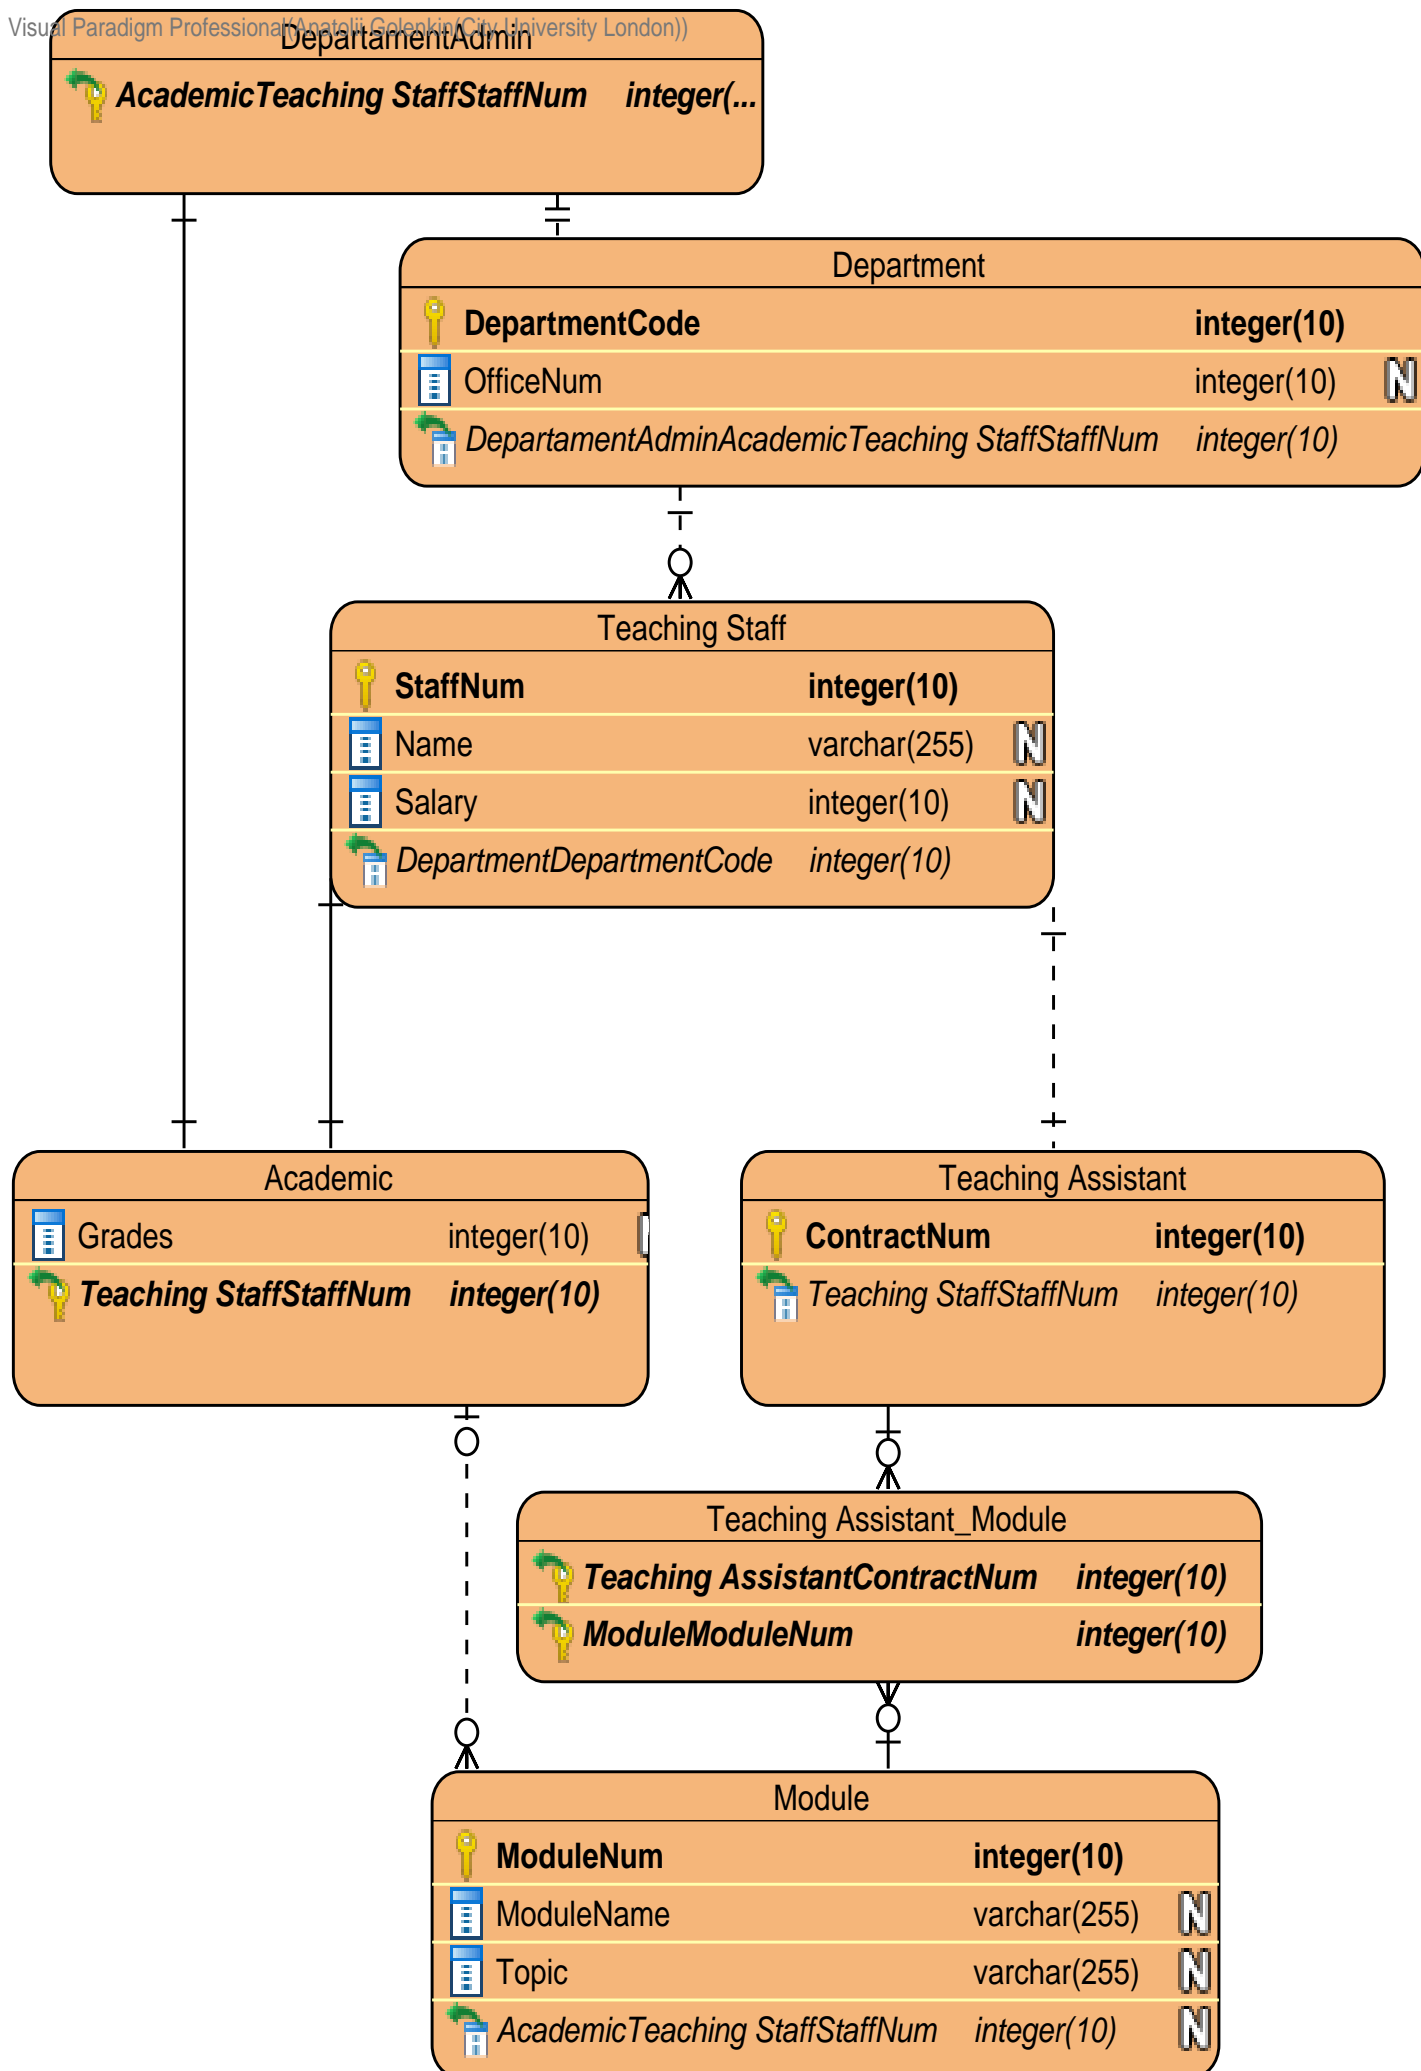 Visual Paradigm Professional(Anatolii Golenkin(City University London))
DepartamentAdmin
AcademicTeaching StaffStaffNum integer(...
Department
DepartmentCode integer(10)
OfficeNum integer(10) N
DepartamentAdminAcademicTeaching StaffStaffNum integer(10)
Teaching Staff
StaffNum integer(10)
Name varchar(255) N
Salary integer(10) N
DepartmentDepartmentCode integer(10)
Academic
Grades integer(10) N
Teaching StaffStaffNum integer(10)
Teaching Assistant
ContractNum integer(10)
Teaching StaffStaffNum integer(10)
Teaching Assistant_Module
Teaching AssistantContractNum integer(10)
ModuleModuleNum integer(10)
Module
ModuleNum integer(10)
ModuleName varchar(255) N
Topic varchar(255) N
AcademicTeaching StaffStaffNum integer(10) N